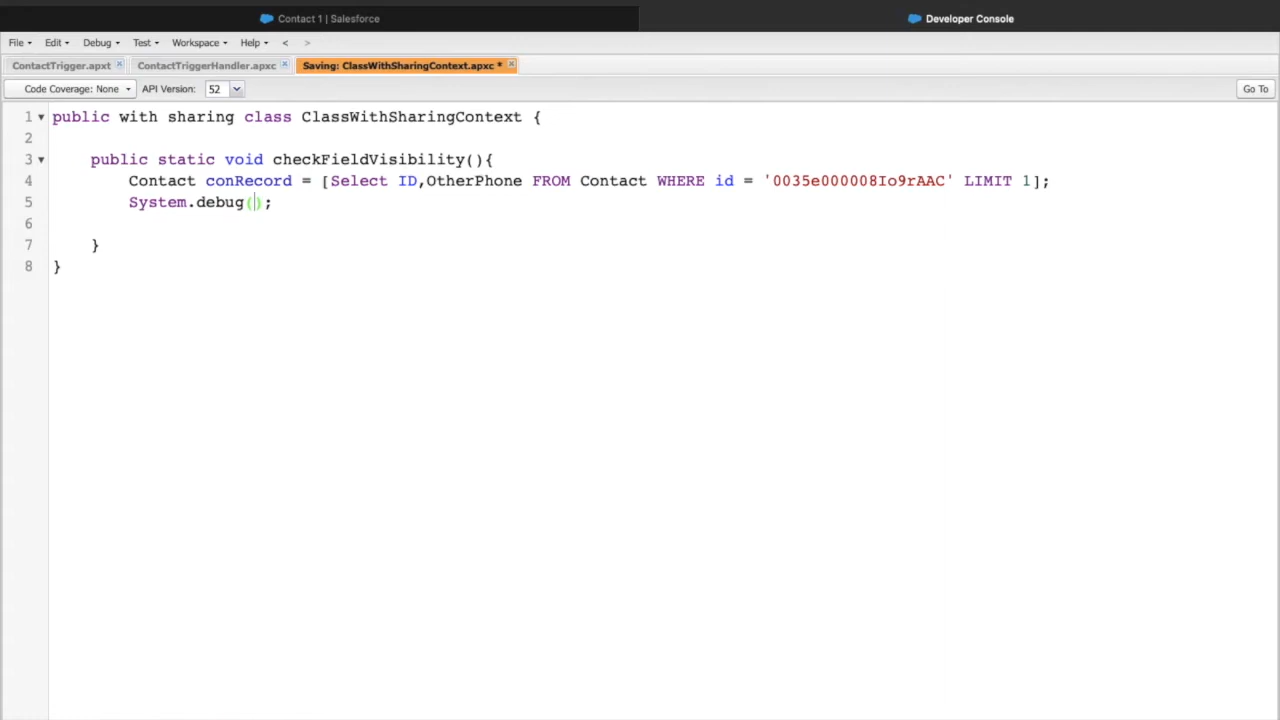 Contact 1 | Salesforce
Developer Console
File Edit Debug Test Workspace Help < >
ContactTrigger.apxt ContactTriggerHandler.apxc Saving: ClassWithSharingContext.apxc *
Code Coverage: None API Version: 52 Go To
1 public with sharing class ClassWithSharingContext {
2
3 public static void checkFieldVisibility(){
4 Contact conRecord = [Select ID,OtherPhone FROM Contact WHERE id = '0035e000008Io9rAAC' LIMIT 1];
5 System.debug();
6
7 }
8 }